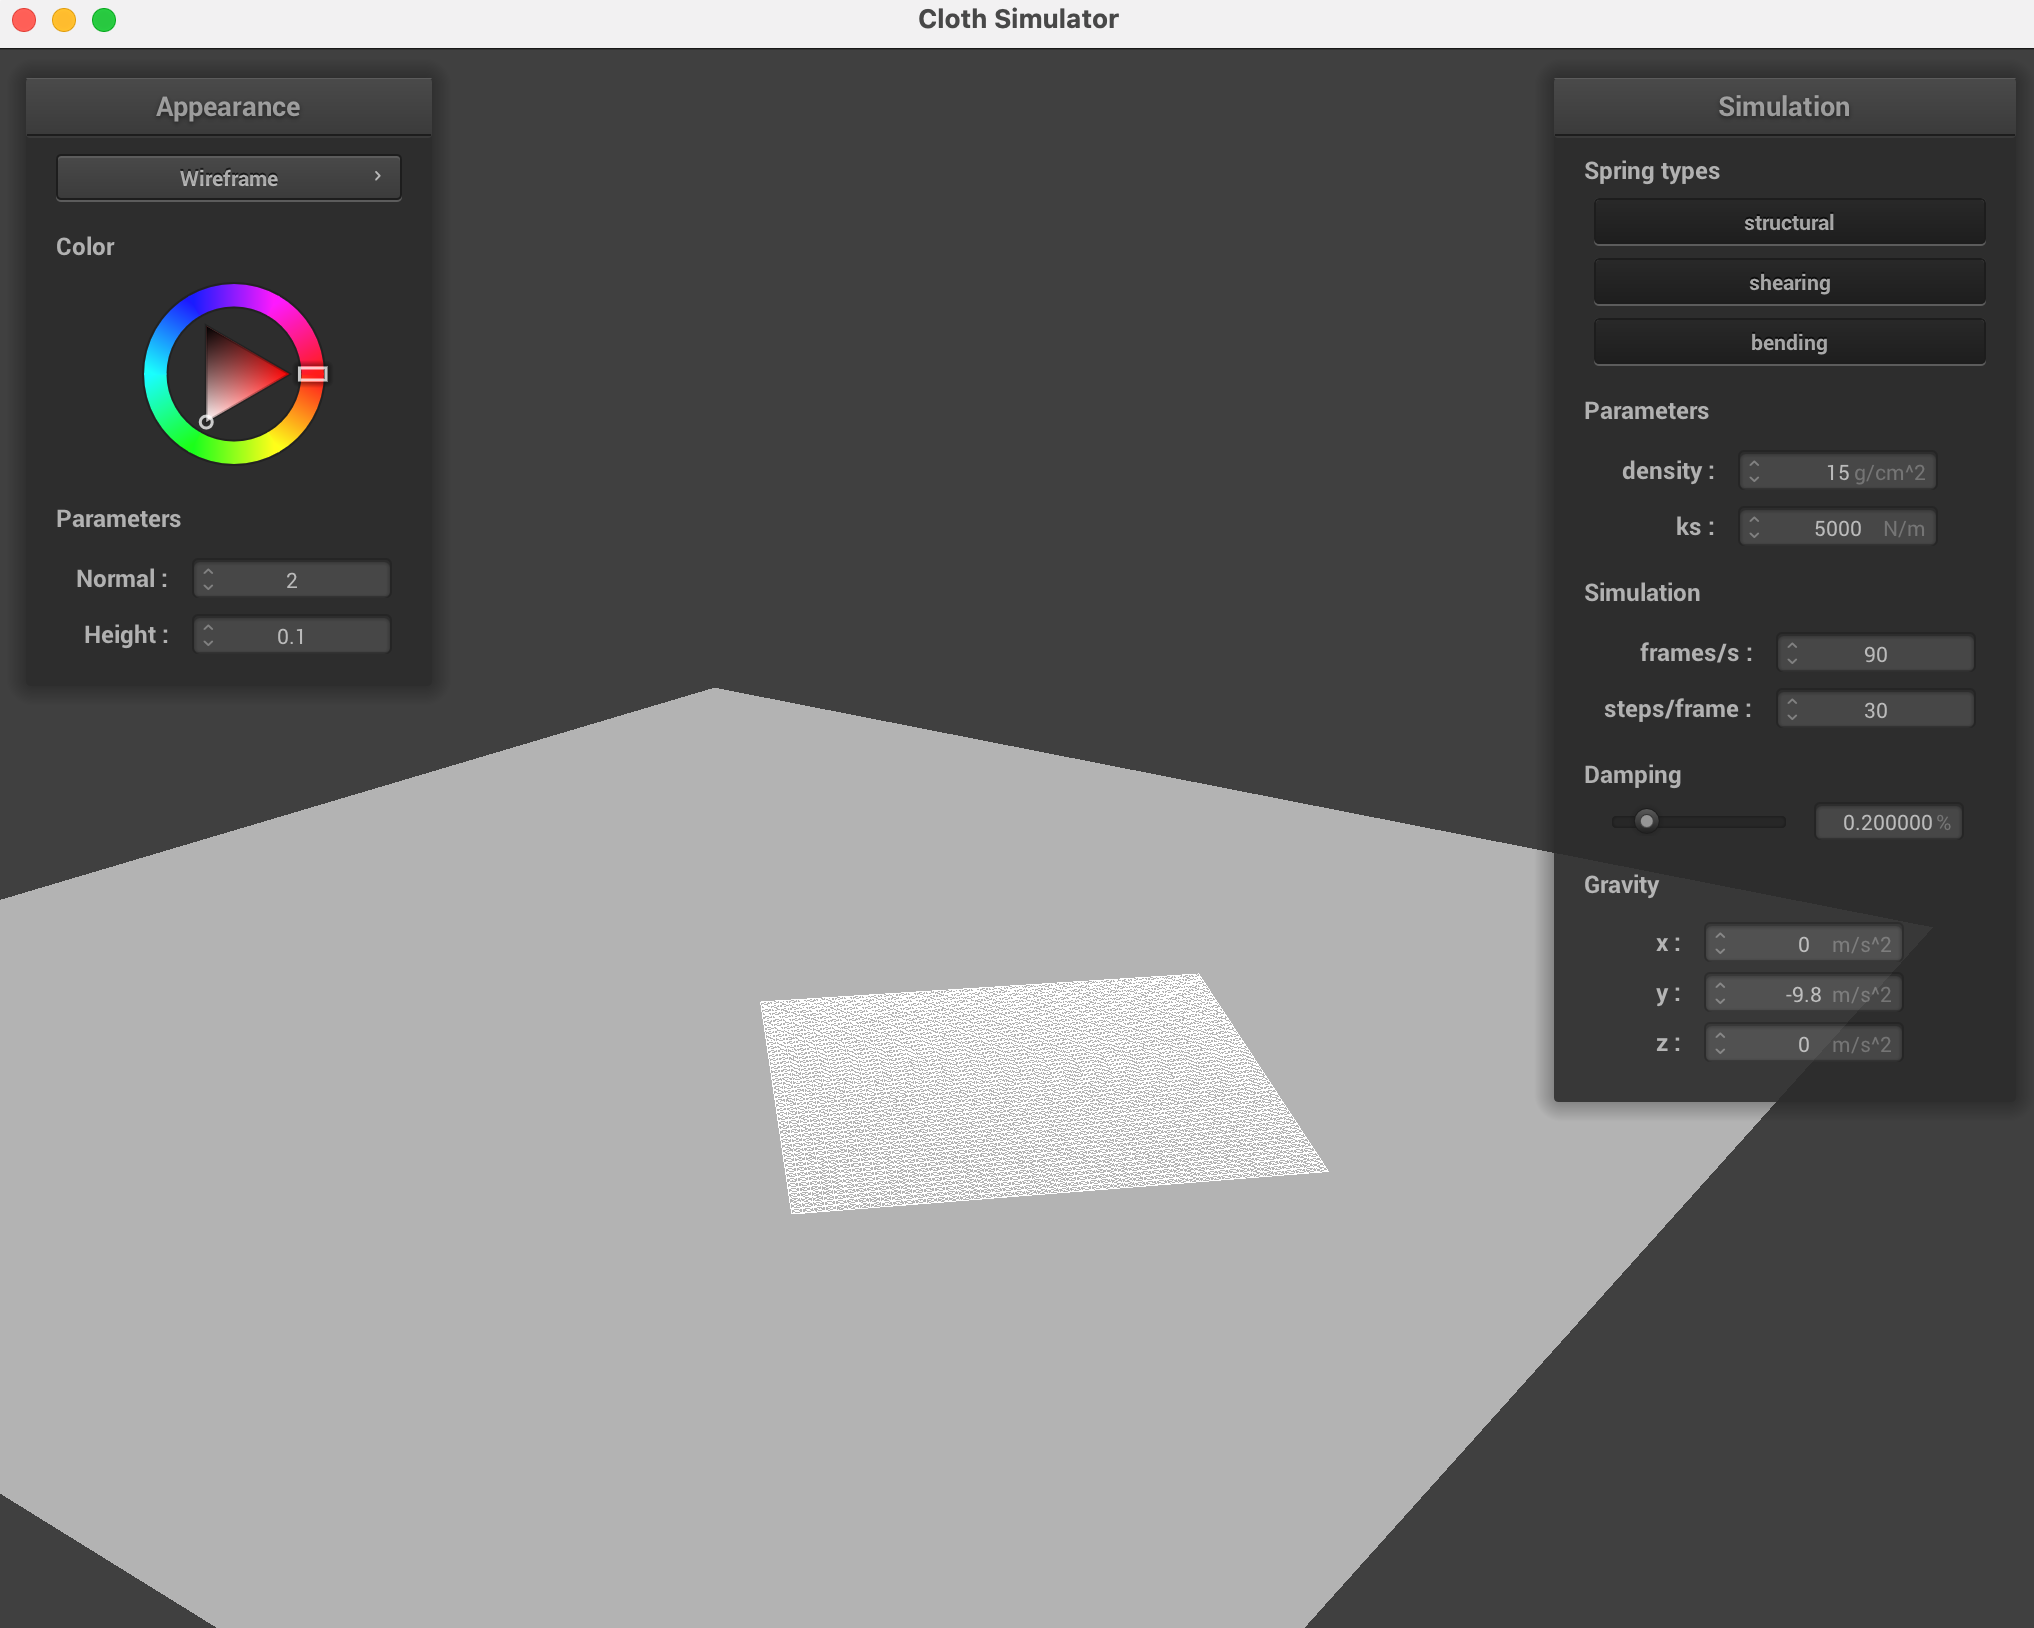 Cloth Simulator
Appearance
Wireframe
Color
Parameters
Normal : 2
Height : 0.1
Simulation
Spring types
structural
shearing
bending
Parameters
density : 15 g/cm^2
ks : 5000 N/m
Simulation
frames/s : 90
steps/frame : 30
Damping
0.200000 %
Gravity
x : 0 m/s^2
y : -9.8 m/s^2
z : 0 m/s^2